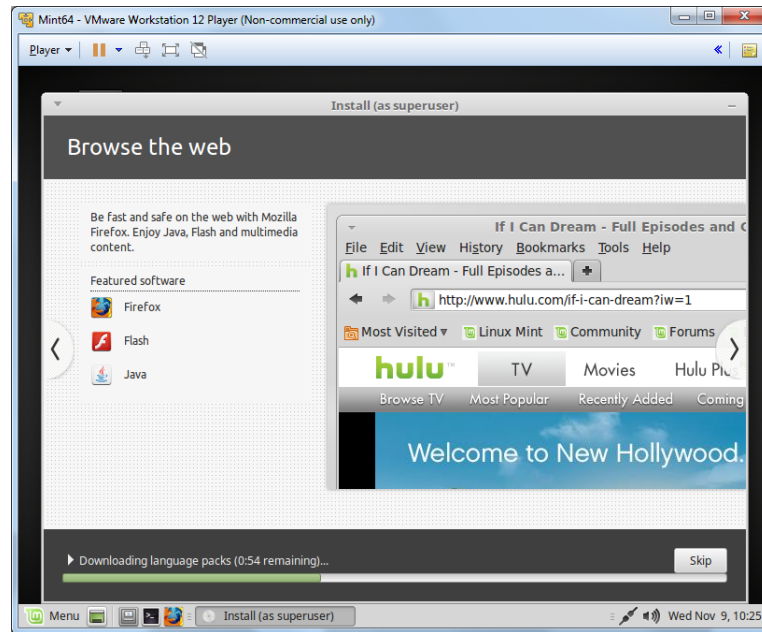 Mint64 - VMware Workstation 12 Player (Non-commercial use only)
Player
Install (as superuser)
Browse the web
Be fast and safe on the web with Mozilla
Firefox. Enjoy Java, Flash and multimedia
content.
Featured software
Firefox
Flash
Java
If I Can Dream - Full Episodes and
File Edit View History Bookmarks Tools Help
h If I Can Dream - Full Episodes a...
h http://www.hulu.com/if-i-can-dream?iw=1
Most Visited Linux Mint Community Forums
hulu™ TV Movies Hulu
Browse TV Most Popular Recently Added Coming
Welcome to New Hollywood.
Downloading language packs (0:54 remaining)...
Skip
Menu Install (as superuser) Wed Nov 9, 10:25